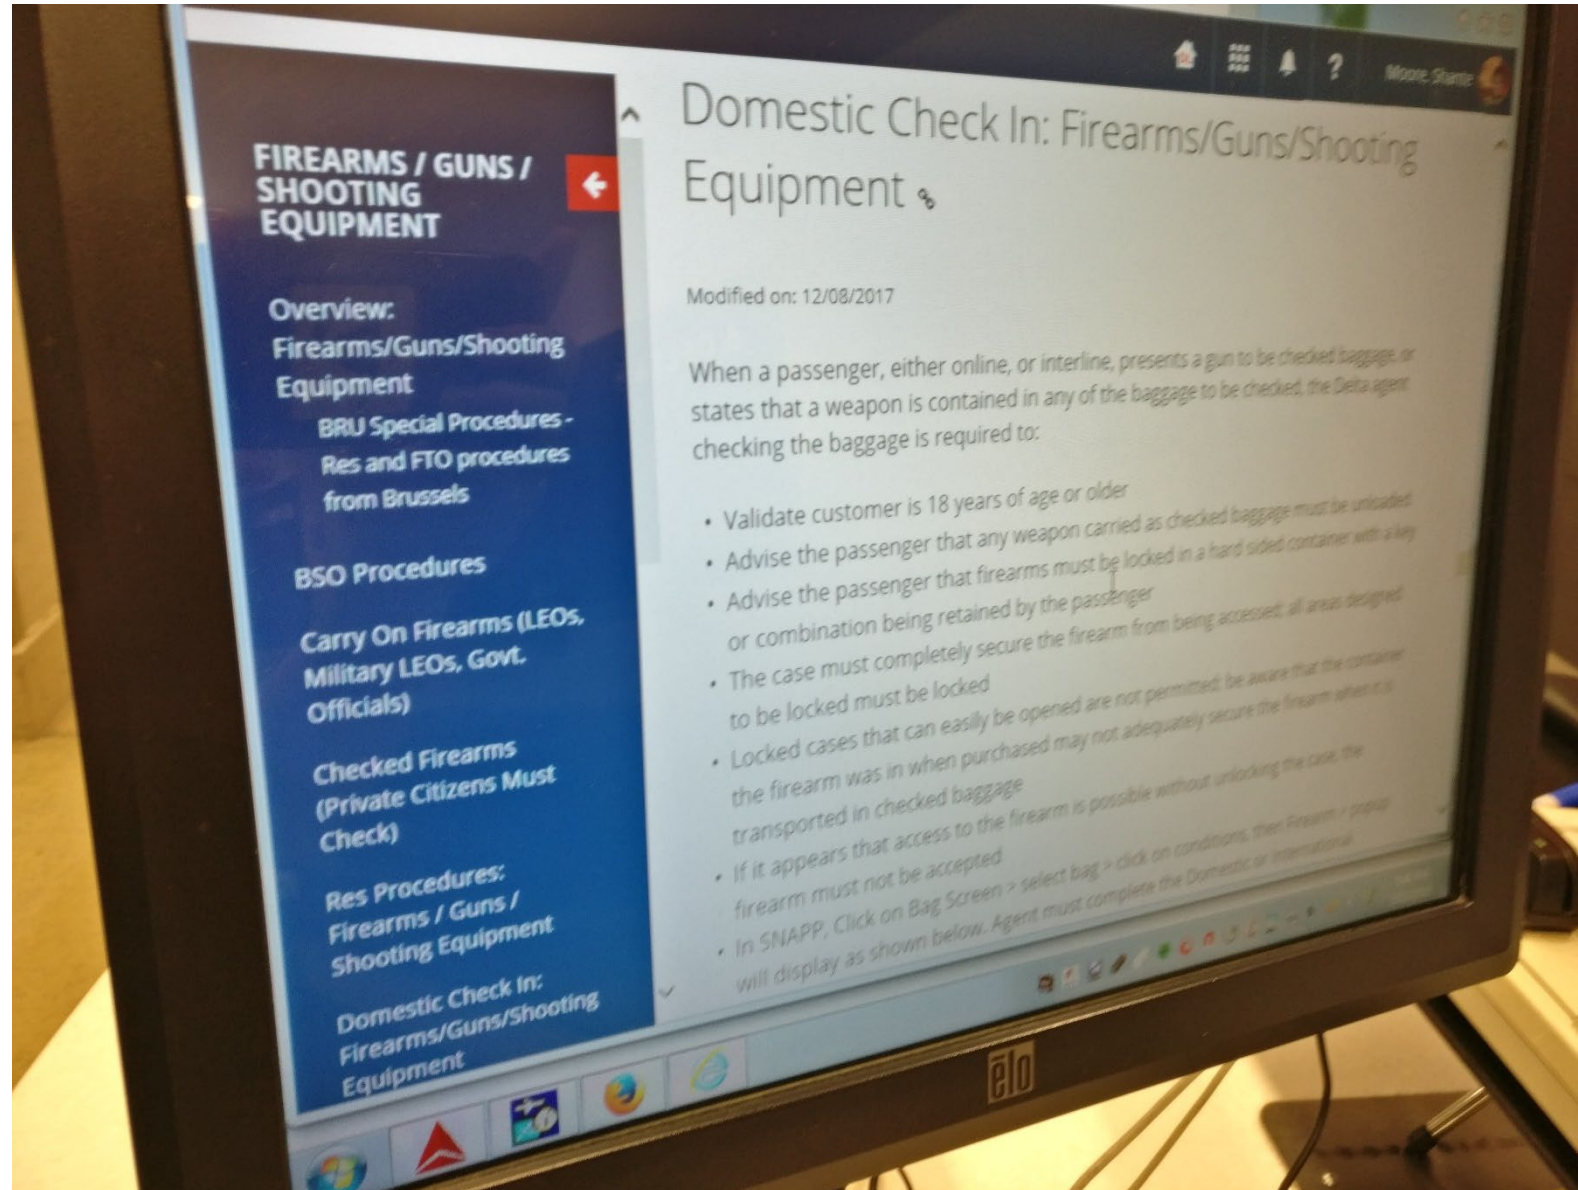 Moore, Shante
FIREARMS / GUNS /
SHOOTING
EQUIPMENT
Overview:
Firearms/Guns/Shooting
Equipment
BRU Special Procedures -
Res and FTO procedures
from Brussels
BSO Procedures
Carry On Firearms (LEOs,
Military LEOs, Govt.
Officials)
Checked Firearms
(Private Citizens Must
Check)
Res Procedures:
Firearms / Guns /
Shooting Equipment
Domestic Check In:
Firearms/Guns/Shooting
Equipment
Domestic Check In: Firearms/Guns/Shooting
Equipment
Modified on: 12/08/2017
When a passenger, either online, or interline, presents a gun to be checked baggage, or
states that a weapon is contained in any of the baggage to be checked, the Delta agent
checking the baggage is required to:
• Validate customer is 18 years of age or older
• Advise the passenger that any weapon carried as checked baggage must be unloaded
• Advise the passenger that firearms must be locked in a hard sided container with a key
or combination being retained by the passenger
• The case must completely secure the firearm from being accessed; all areas designed
to be locked must be locked
• Locked cases that can easily be opened are not permitted; be aware that the container
the firearm was in when purchased may not adequately secure the firearm when it is
transported in checked baggage
• If it appears that access to the firearm is possible without unlocking the case, the
firearm must not be accepted
• In SNAPP, Click on Bag Screen > select bag > click on conditions, then Firearm > popup
will display as shown below. Agent must complete the Domestic or International
elo